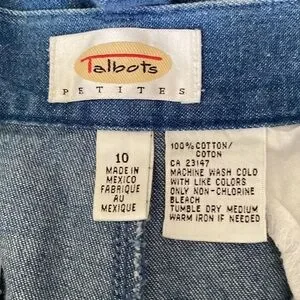 Talbots
PETITES
10
MADE IN
MEXICO
FABRIQUE
AU
MEXIQUE
100% COTTON/
COTON
CA 23147
MACHINE WASH COLD
WITH LIKE COLORS
ONLY NON-CHLORINE
BLEACH
TUMBLE DRY MEDIUM
WARM IRON IF NEEDED